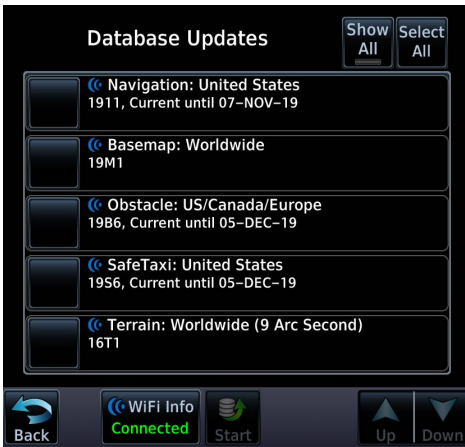 Database Updates
Show All
Select All
Navigation: United States
1911, Current until 07–NOV–19
Basemap: Worldwide
19M1
Obstacle: US/Canada/Europe
19B6, Current until 05–DEC–19
SafeTaxi: United States
19S6, Current until 05–DEC–19
Terrain: Worldwide (9 Arc Second)
16T1
Back
WiFi Info
Connected
Start
Up
Down